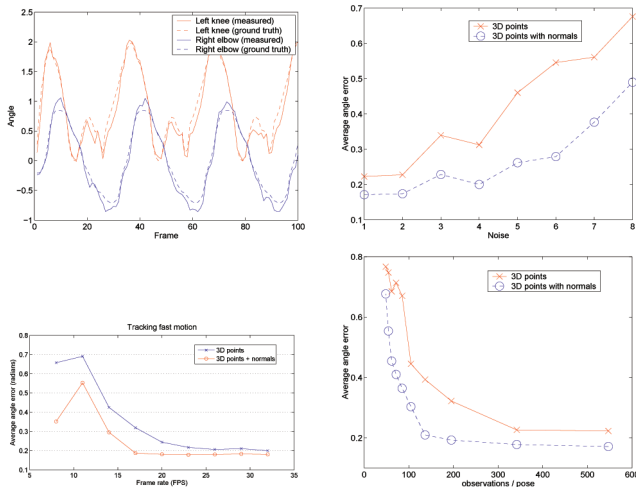 Left knee (measured)
Left knee (ground truth)
Right elbow (measured)
Right elbow (ground truth)
2.5
2
1.5
1
0.5
0
−0.5
−1
0 20 40 60 80 100
Angle
Frame
3D points
3D points with normals
0.9
0.8
0.7
0.6
0.5
0.4
0.3
0.2
0.1
1 2 3 4 5 6 7 8
Average angle error
Noise
Tracking fast motion
3D points
3D points + normals
0.9
0.8
0.7
0.6
0.5
0.4
0.3
0.2
0.1
5 10 15 20 25 30 35
Average angle error (radians)
Frame rate (FPS)
3D points
3D points with normals
0.8
0.6
0.4
0.2
0 100 200 300 400 500 600
Average angle error
observations / pose